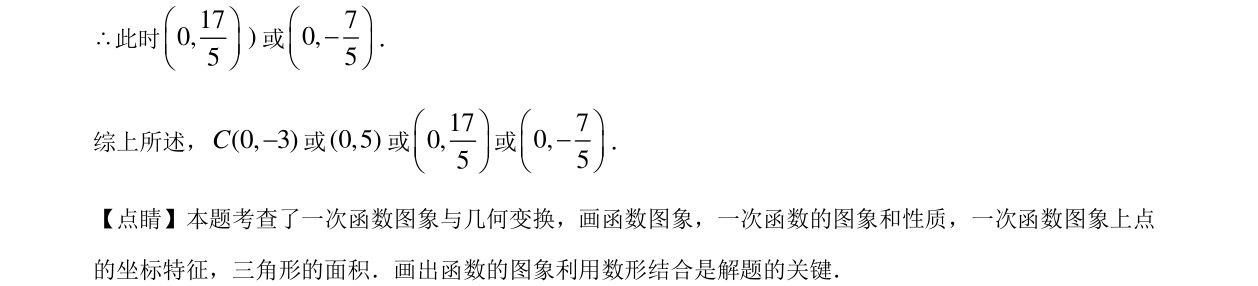 ∴此时(0,17/5))或(0,−7/5).
综上所述，C(0,−3)或(0,5)或(0,17/5)或(0,−7/5).
【点睛】本题考查了一次函数图象与几何变换，画函数图象，一次函数的图象和性质，一次函数图象上点
的坐标特征，三角形的面积．画出函数的图象利用数形结合是解题的关键．